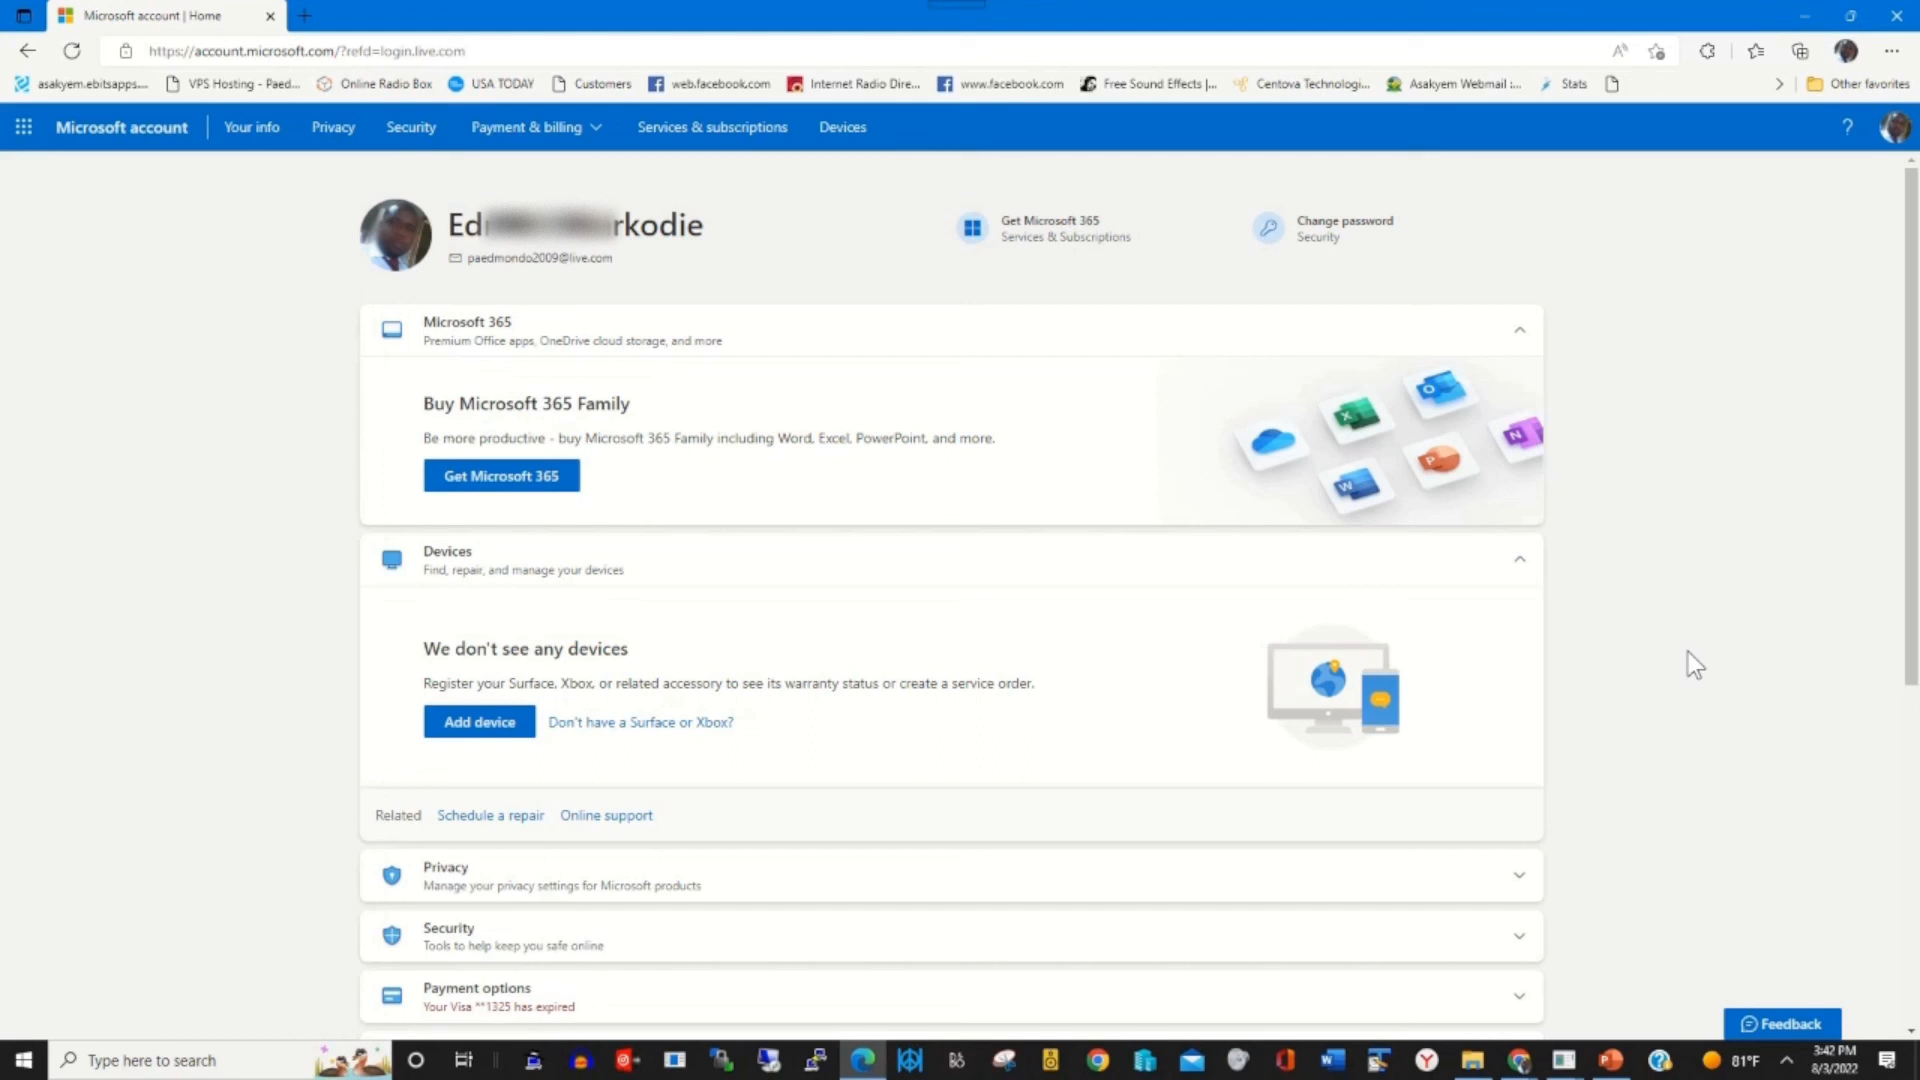 Microsoft account | Home
https://account.microsoft.com/?refd=login.live.com
asakyem.ebitsapps.... VPS Hosting - Paed... Online Radio Box USA TODAY Customers web.facebook.com Internet Radio Dire... www.facebook.com Free Sound Effects |... Centova Technologi... Asakyem Webmail :... Stats Other favorites
Microsoft account Your info Privacy Security Payment & billing Services & subscriptions Devices ?
Ed rkodie
paedmondo2009@live.com
Get Microsoft 365
Services & Subscriptions
Change password
Security
Microsoft 365
Premium Office apps, OneDrive cloud storage, and more
Buy Microsoft 365 Family
Be more productive - buy Microsoft 365 Family including Word, Excel, PowerPoint, and more.
Get Microsoft 365
Devices
Find, repair, and manage your devices
We don't see any devices
Register your Surface, Xbox, or related accessory to see its warranty status or create a service order.
Add device Don't have a Surface or Xbox?
Related Schedule a repair Online support
Privacy
Manage your privacy settings for Microsoft products
Security
Tools to help keep you safe online
Payment options
Your Visa **1325 has expired
Feedback
Type here to search
81°F
3:42 PM
8/3/2022